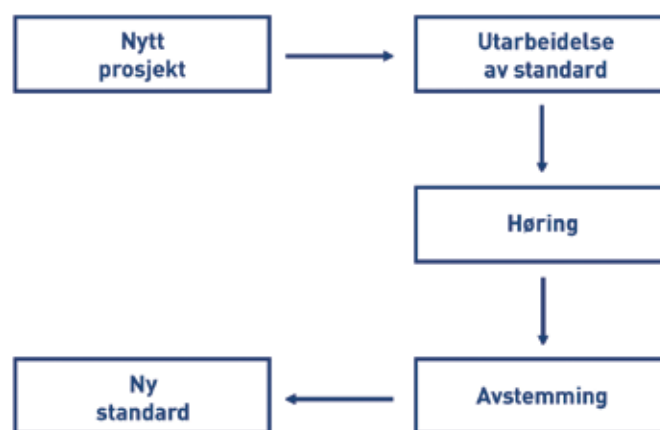 Nytt
prosjekt
Utarbeidelse
av standard
Høring
Avstemming
Ny
standard